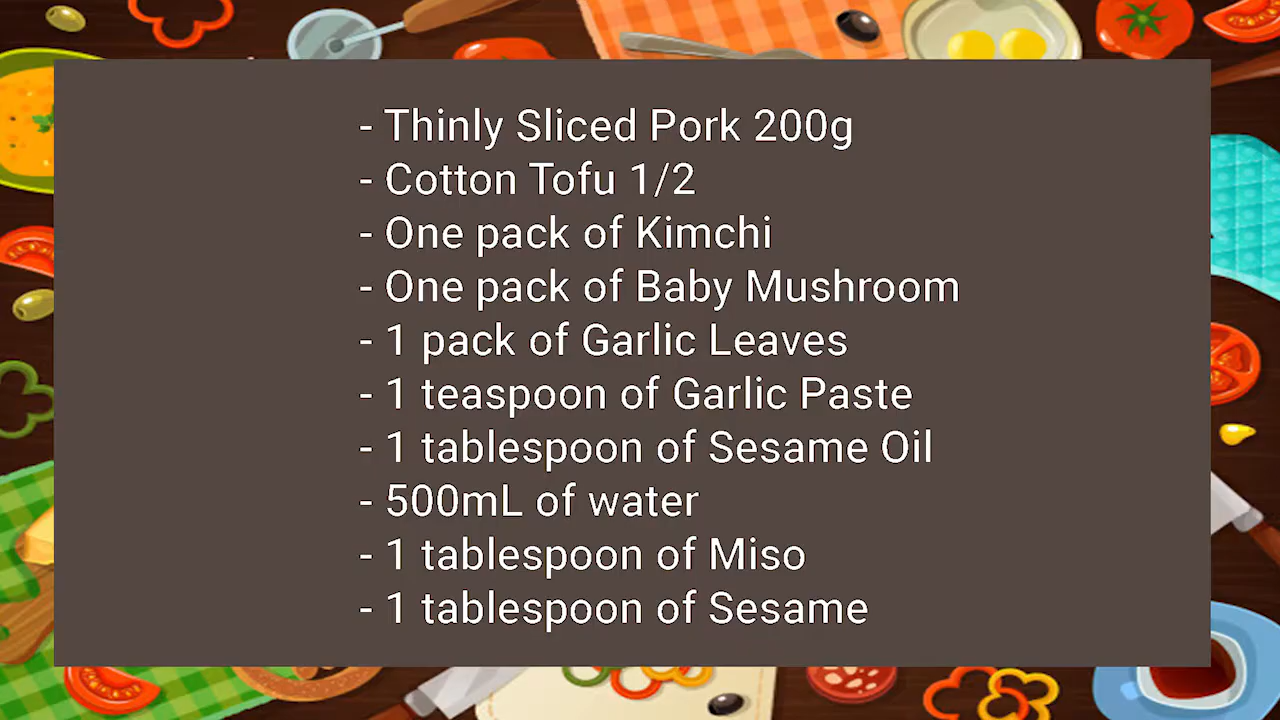 - Thinly Sliced Pork 200g
- Cotton Tofu 1/2
- One pack of Kimchi
- One pack of Baby Mushroom
- 1 pack of Garlic Leaves
- 1 teaspoon of Garlic Paste
- 1 tablespoon of Sesame Oil
- 500mL of water
- 1 tablespoon of Miso
- 1 tablespoon of Sesame